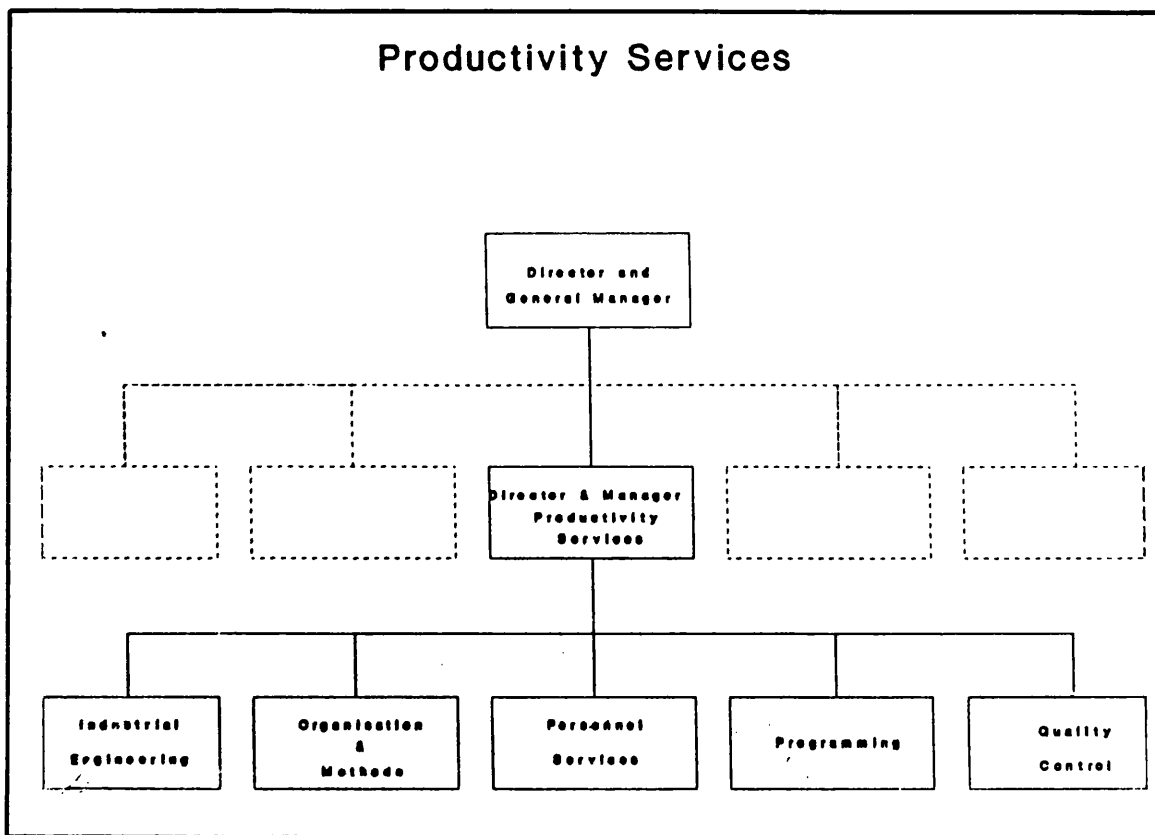 Productivity Services
Director and
General Manager
Director & Manager
Productivity
Services
Industrial
Engineering
Organisation
&
Methods
Personnel
Services
Programming
Quality
Control